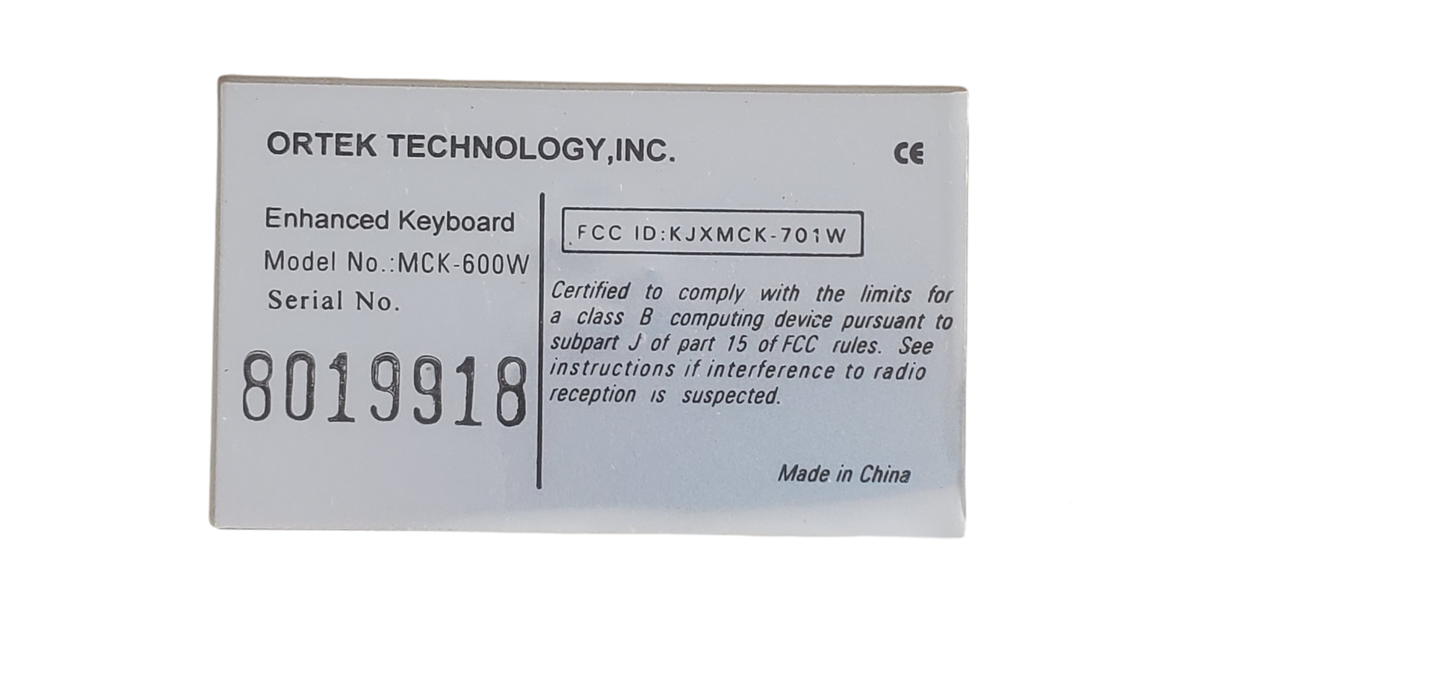 ORTEK TECHNOLOGY,INC.
CE
Enhanced Keyboard
Model No.:MCK-600W
Serial No.
8019918
FCC ID:KJXMCK-701W
Certified to comply with the limits for
a class B computing device pursuant to
subpart J of part 15 of FCC rules. See
instructions if interference to radio
reception is suspected.
Made in China